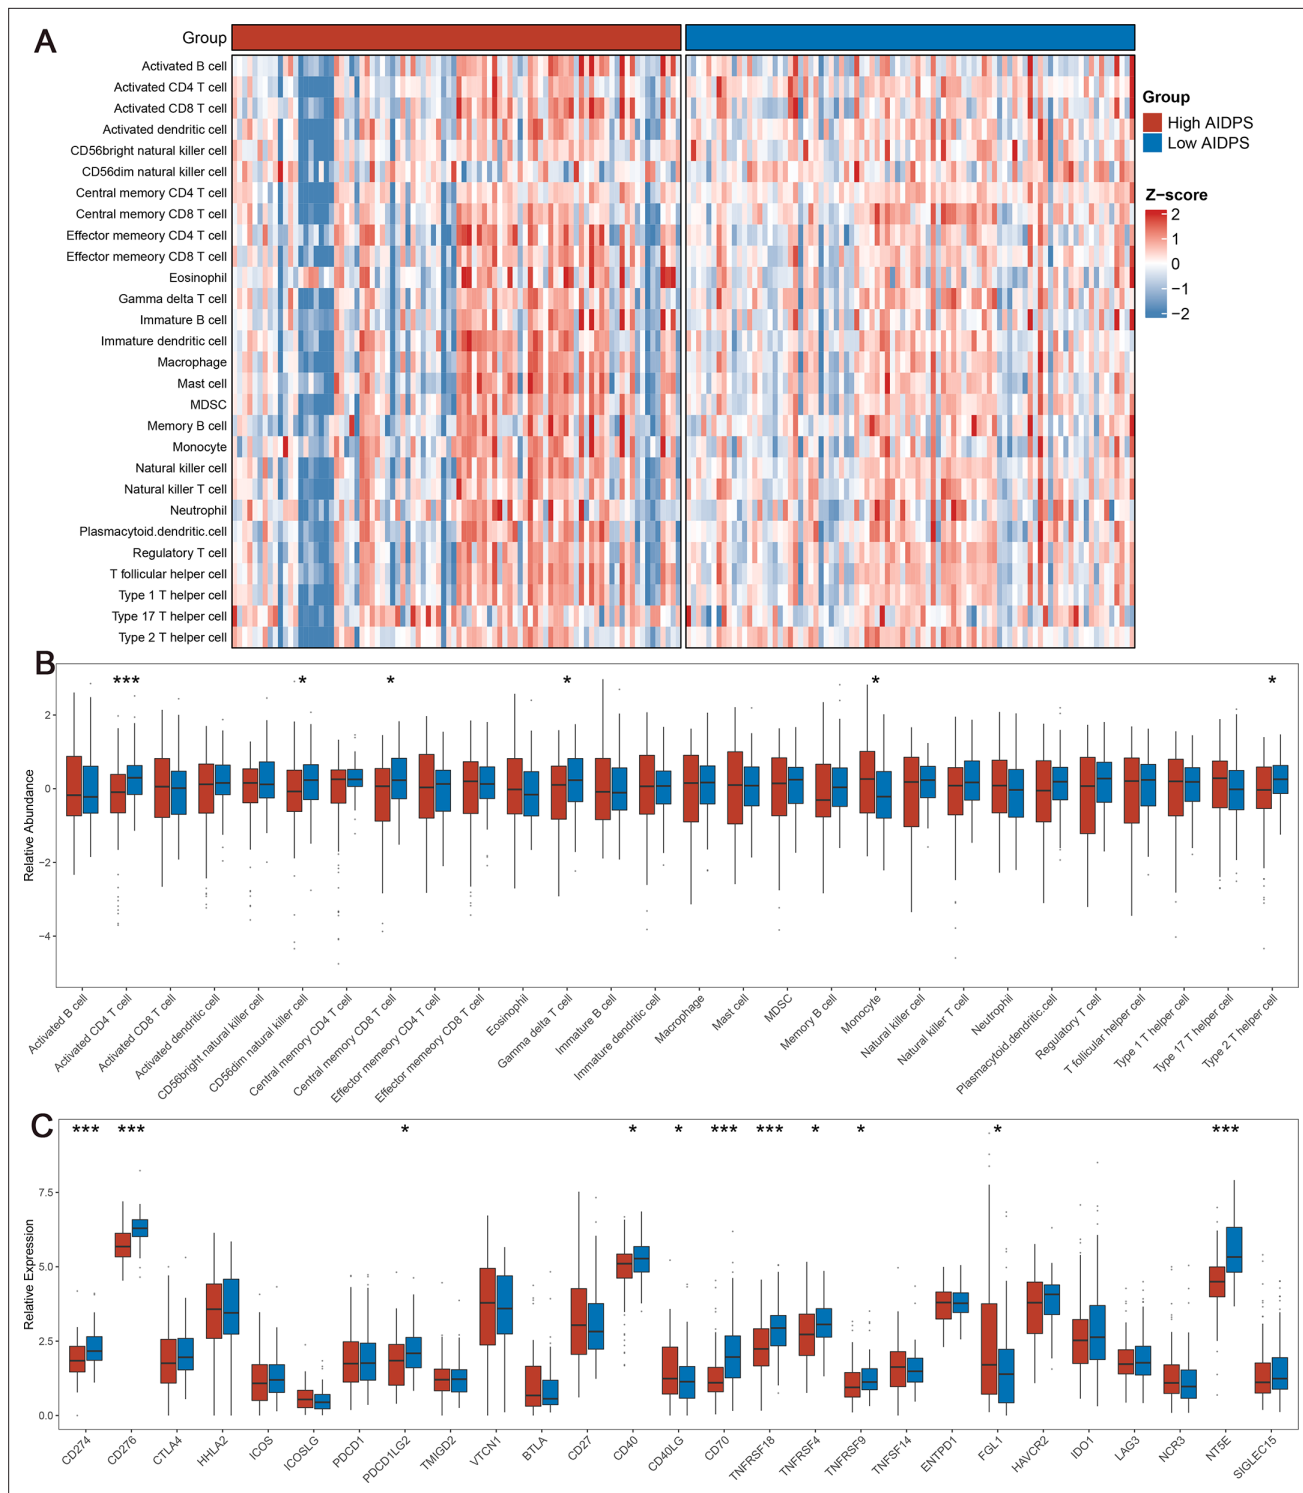 A
Group
Activated B cell
Activated CD4 T cell
Activated CD8 T cell
Activated dendritic cell
CD56bright natural killer cell
CD56dim natural killer cell
Central memory CD4 T cell
Central memory CD8 T cell
Effector memeory CD4 T cell
Effector memeory CD8 T cell
Eosinophil
Gamma delta T cell
Immature B cell
Immature dendritic cell
Macrophage
Mast cell
MDSC
Memory B cell
Monocyte
Natural killer cell
Natural killer T cell
Neutrophil
Plasmacytoid.dendritic.cell
Regulatory T cell
T follicular helper cell
Type 1 T helper cell
Type 17 T helper cell
Type 2 T helper cell
Group
High AIDPS
Low AIDPS
Z−score
2
1
0
−1
−2
B
*** * * * * *
Relative Abundance
2
0
−2
−4
Activated B cell
Activated CD4 T cell
Activated CD8 T cell
Activated dendritic cell
CD56bright natural killer cell
CD56dim natural killer cell
Central memory CD4 T cell
Central memory CD8 T cell
Effector memeory CD4 T cell
Effector memeory CD8 T cell
Eosinophil
Gamma delta T cell
Immature B cell
Immature dendritic cell
Macrophage
Mast cell
MDSC
Memory B cell
Monocyte
Natural killer cell
Natural killer T cell
Neutrophil
Plasmacytoid.dendritic.cell
Regulatory T cell
T follicular helper cell
Type 1 T helper cell
Type 17 T helper cell
Type 2 T helper cell
C
*** *** * * * *** *** * * * ***
Relative Expression
7.5
5.0
2.5
0.0
CD274
CD276
CTLA4
HHLA2
ICOS
ICOSLG
PDCD1
PDCD1LG2
TMIGD2
VTCN1
BTLA
CD27
CD40
CD40LG
CD70
TNFRSF18
TNFRSF4
TNFRSF9
TNFSF14
ENTPD1
FGL1
HAVCR2
IDO1
LAG3
NCR3
NT5E
SIGLEC15